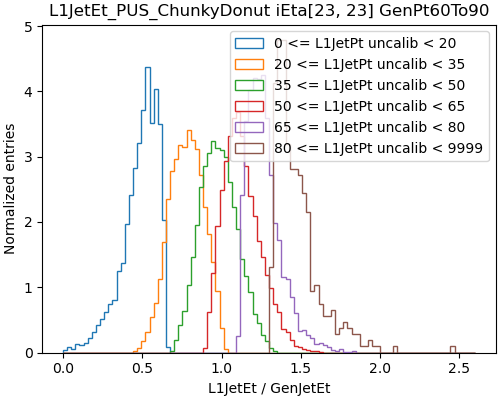 L1JetEt_PUS_ChunkyDonut iEta[23, 23] GenPt60To90
0 <= L1JetPt uncalib < 20
20 <= L1JetPt uncalib < 35
35 <= L1JetPt uncalib < 50
50 <= L1JetPt uncalib < 65
65 <= L1JetPt uncalib < 80
80 <= L1JetPt uncalib < 9999
Normalized entries
5
4
3
2
1
0
0.0 0.5 1.0 1.5 2.0 2.5
L1JetEt / GenJetEt